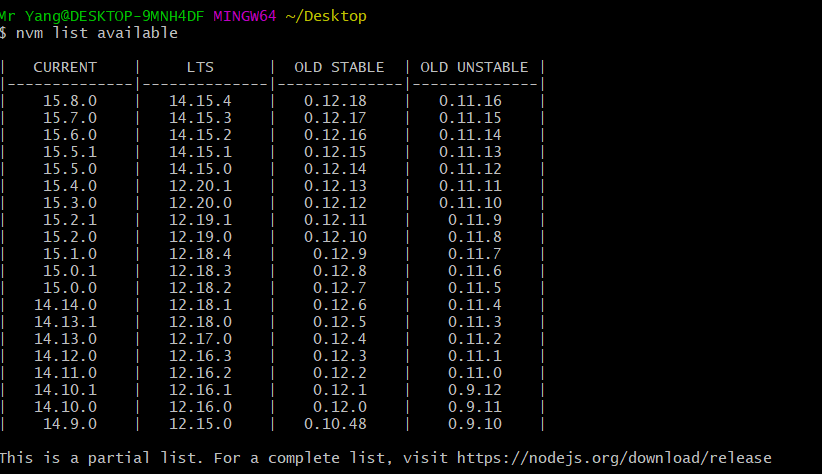 Mr Yang@DESKTOP-9MNH4DF MINGW64 ~/Desktop
$ nvm list available
|   CURRENT    |     LTS      |  OLD STABLE  | OLD UNSTABLE |
|--------------|--------------|--------------|--------------|
|    15.8.0    |   14.15.4    |   0.12.18    |   0.11.16    |
|    15.7.0    |   14.15.3    |   0.12.17    |   0.11.15    |
|    15.6.0    |   14.15.2    |   0.12.16    |   0.11.14    |
|    15.5.1    |   14.15.1    |   0.12.15    |   0.11.13    |
|    15.5.0    |   14.15.0    |   0.12.14    |   0.11.12    |
|    15.4.0    |   12.20.1    |   0.12.13    |   0.11.11    |
|    15.3.0    |   12.20.0    |   0.12.12    |   0.11.10    |
|    15.2.1    |   12.19.1    |   0.12.11    |    0.11.9    |
|    15.2.0    |   12.19.0    |   0.12.10    |    0.11.8    |
|    15.1.0    |   12.18.4    |    0.12.9    |    0.11.7    |
|    15.0.1    |   12.18.3    |    0.12.8    |    0.11.6    |
|    15.0.0    |   12.18.2    |    0.12.7    |    0.11.5    |
|   14.14.0    |   12.18.1    |    0.12.6    |    0.11.4    |
|   14.13.1    |   12.18.0    |    0.12.5    |    0.11.3    |
|   14.13.0    |   12.17.0    |    0.12.4    |    0.11.2    |
|   14.12.0    |   12.16.3    |    0.12.3    |    0.11.1    |
|   14.11.0    |   12.16.2    |    0.12.2    |    0.11.0    |
|   14.10.1    |   12.16.1    |    0.12.1    |    0.9.12    |
|   14.10.0    |   12.16.0    |    0.12.0    |    0.9.11    |
|    14.9.0    |   12.15.0    |   0.10.48    |    0.9.10    |
This is a partial list. For a complete list, visit https://nodejs.org/download/release